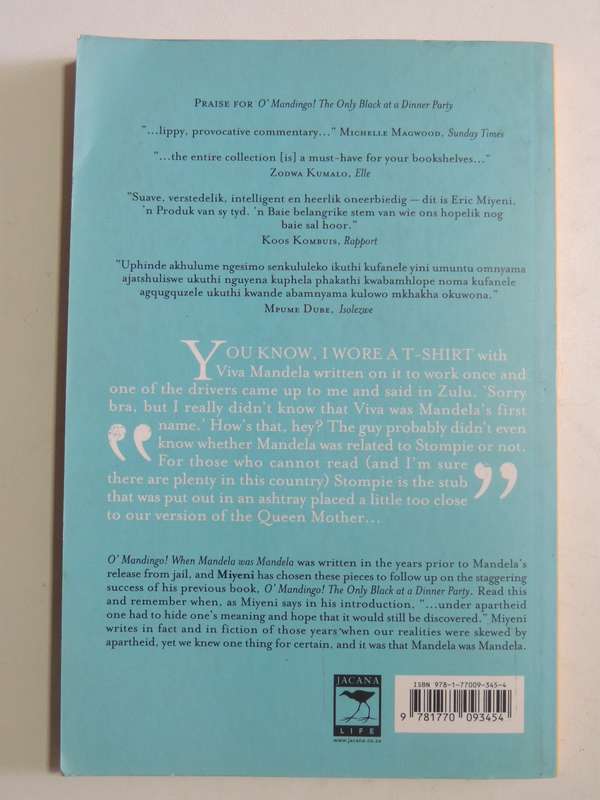 PRAISE FOR O' Mandingo! The Only Black at a Dinner Party
"...lippy, provocative commentary..." MICHELLE MAGWOOD, Sunday Times
"...the entire collection [is] a must-have for your bookshelves..."
ZODWA KUMALO, Elle
"Suave, verstedelik, intelligent en heerlik oneerbiedig — dit is Eric Miyeni,
'n Produk van sy tyd. 'n Baie belangrike stem van wie ons hopelik nog
baie sal hoor."
KOOS KOMBUIS, Rapport
"Uphinde akhulume ngesimo senkululeko ikuthi kufanele yini umuntu omnyama
ajatshuliswe ukuthi nguyena kuphela phakathi kwabamhlope noma kufanele
agqugquzele ukuthi kwande abamnyama kulowo mkhakha okuwona."
MPUME DUBE, Isolezwe
YOU KNOW, I WORE A T-SHIRT with
Viva Mandela written on it to work once and
one of the drivers came up to me and said in Zulu, 'Sorry
bra, but I really didn't know that Viva was Mandela's first
name.' How's that, hey? The guy probably didn't even
know whether Mandela was related to Stompie or not.
For those who cannot read (and I'm sure
there are plenty in this country) Stompie is the stub
that was put out in an ashtray placed a little too close
to our version of the Queen Mother...
O' Mandingo! When Mandela was Mandela was written in the years prior to Mandela's
release from jail, and Miyeni has chosen these pieces to follow up on the staggering
success of his previous book, O' Mandingo! The Only Black at a Dinner Party. Read this
and remember when, as Miyeni says in his introduction, "...under apartheid
one had to hide one's meaning and hope that it would still be discovered." Miyeni
writes in fact and in fiction of those years when our realities were skewed by
apartheid, yet we knew one thing for certain, and it was that Mandela was Mandela.
JACANA
LIFE
www.jacana.co.za
ISBN 978-1-77009-345-4
9 781770 093454